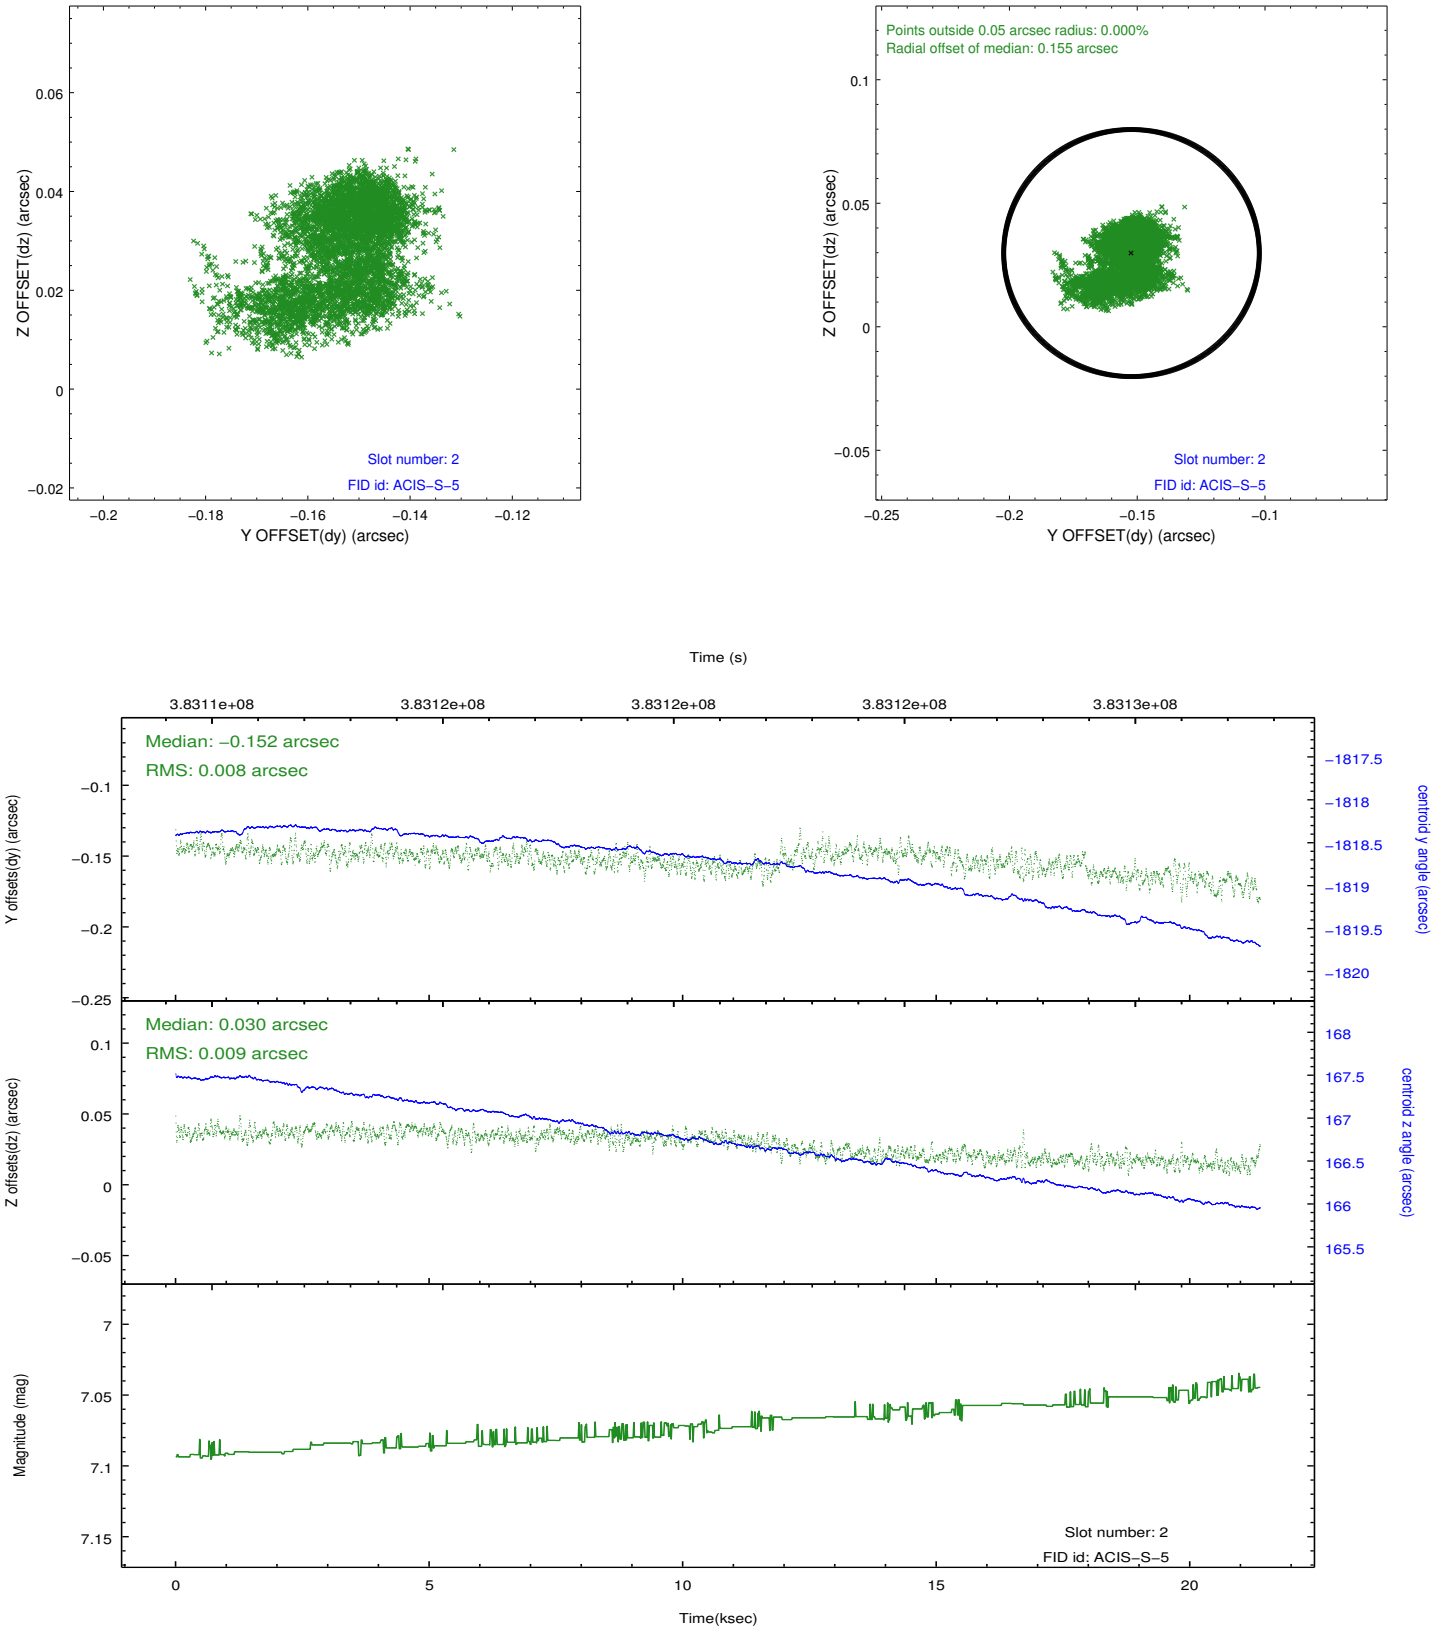 Z OFFSET(dz) (arcsec)
0.06
0.04
0.02
0
−0.02
Slot number: 2
FID id: ACIS−S−5
−0.2
−0.18
−0.16
−0.14
−0.12
Y OFFSET(dy) (arcsec)
Points outside 0.05 arcsec radius: 0.000%
Radial offset of median: 0.155 arcsec
Z OFFSET(dz) (arcsec)
0.1
0.05
0
−0.05
Slot number: 2
FID id: ACIS−S−5
−0.25
−0.2
−0.15
−0.1
Y OFFSET(dy) (arcsec)
Time (s)
3.8311e+08
3.8312e+08
3.8312e+08
3.8312e+08
3.8313e+08
Median: −0.152 arcsec
RMS: 0.008 arcsec
Y offsets(dy) (arcsec)
−0.1
−0.15
−0.2
−0.25
−1817.5
−1818
−1818.5
−1819
−1819.5
−1820
centroid y angle (arcsec)
Median: 0.030 arcsec
RMS: 0.009 arcsec
Z offsets(dz) (arcsec)
0.1
0.05
0
−0.05
168
167.5
167
166.5
166
165.5
centroid z angle (arcsec)
Magnitude (mag)
7
7.05
7.1
7.15
Slot number: 2
FID id: ACIS−S−5
0
5
10
15
20
Time(ksec)